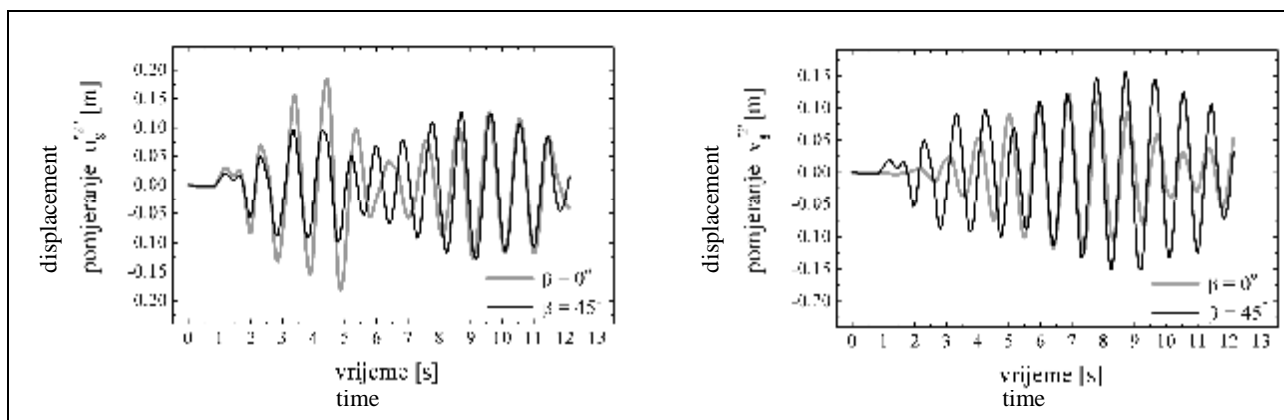 0.20
0.15
0.10
0.05
0.00
-0.05
-0.10
-0.15
0.20
displacement
pomjeranje u [m]
β = 0°
β = 45°
0 1 2 3 4 5 6 7 8 9 10 11 12 13
vrijeme [s]
time
0.15
0.10
0.05
0.00
-0.05
-0.10
-0.15
-0.20
displacement
pomjeranje v [m]
β = 0°
β = 45°
0 1 2 3 4 5 6 7 8 9 10 11 12 13
vrijeme [s]
time